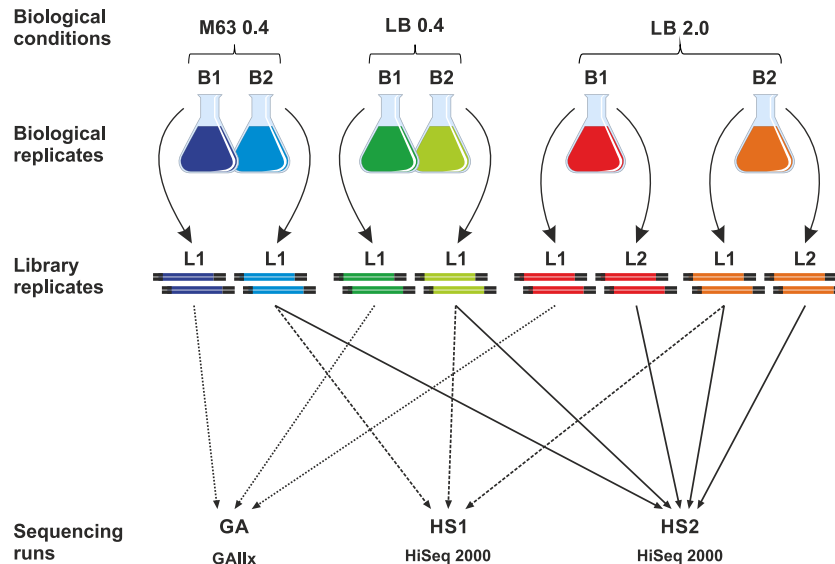 Biological conditions
M63 0.4 LB 0.4 LB 2.0
B1 B2 B1 B2 B1 B2
Biological replicates
L1 L1 L1 L1 L1 L2 L1 L2
Library replicates
Sequencing runs
GA HS1 HS2
GAIIx HiSeq 2000 HiSeq 2000